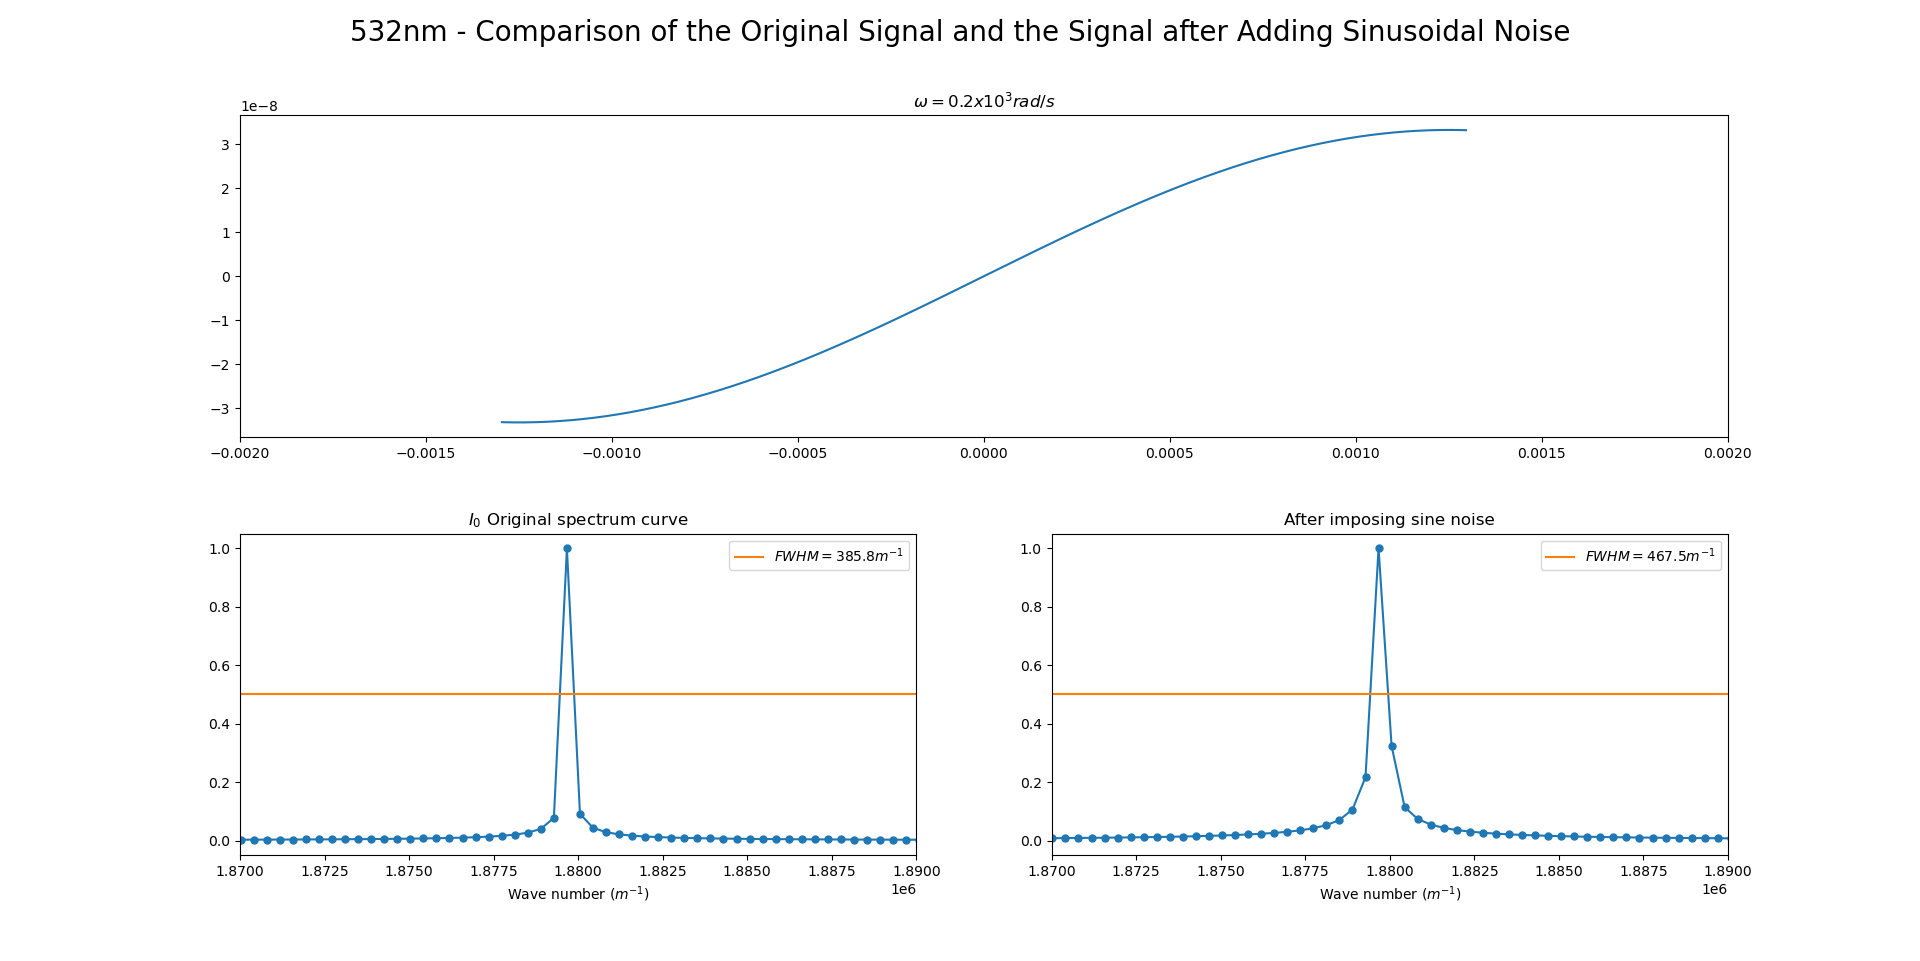 532nm - Comparison of the Original Signal and the Signal after Adding Sinusoidal Noise
ω = 0.2x10³rad/s
1e−8
3
2
1
0
−1
−2
−3
−0.0020 −0.0015 −0.0010 −0.0005 0.0000 0.0005 0.0010 0.0015 0.0020
I₀ Original spectrum curve
FWHM = 385.8m⁻¹
1.0
0.8
0.6
0.4
0.2
0.0
1.8700 1.8725 1.8750 1.8775 1.8800 1.8825 1.8850 1.8875 1.8900
1e6
Wave number (m⁻¹)
After imposing sine noise
FWHM = 467.5m⁻¹
1.0
0.8
0.6
0.4
0.2
0.0
1.8700 1.8725 1.8750 1.8775 1.8800 1.8825 1.8850 1.8875 1.8900
1e6
Wave number (m⁻¹)